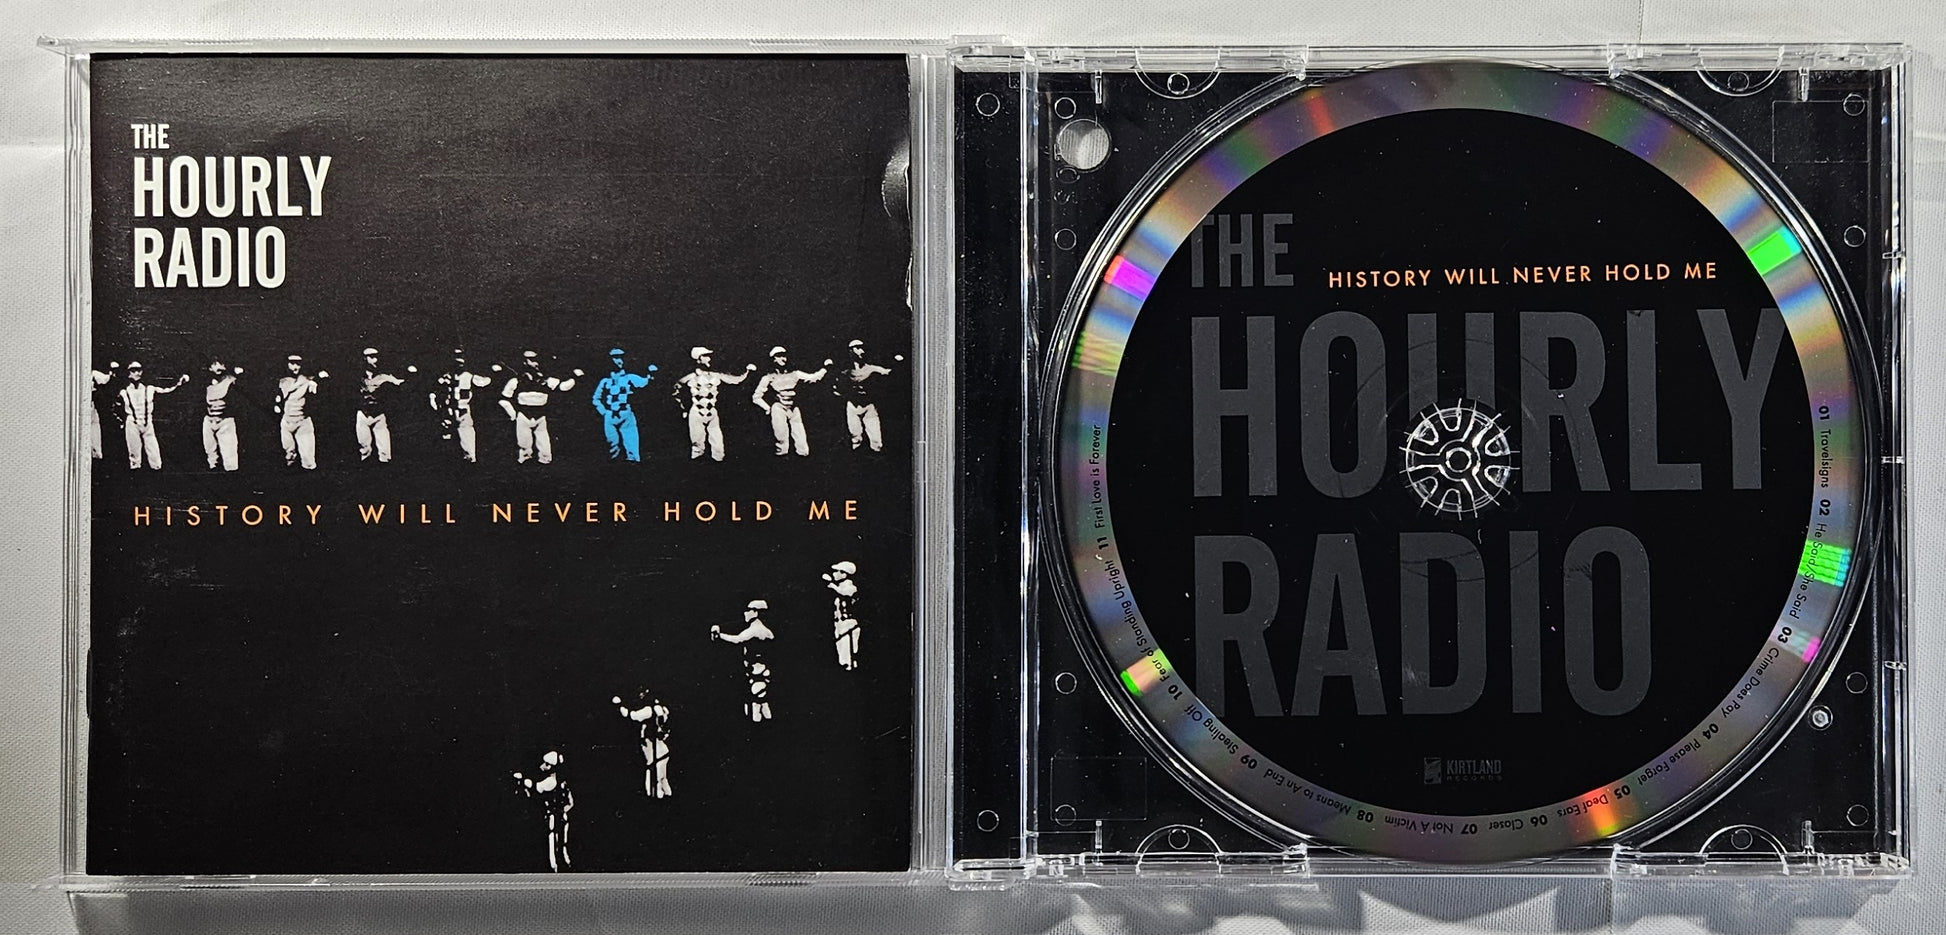 THE
HOURLY
RADIO
HISTORY WILL NEVER HOLD ME
THE
HISTORY WILL NEVER HOLD ME
HOURLY
RADIO
KIRTLAND
RECORDS
01 Travelsigns 02 He Said/She Said 03 Crime Does Pay 04 Please Forget 05 Deaf Ears 06 Closer 07 Not A Victim 08 Means to An End 09 Stealing Off 10 Fear of Standing Upright 11 First Love is Forever